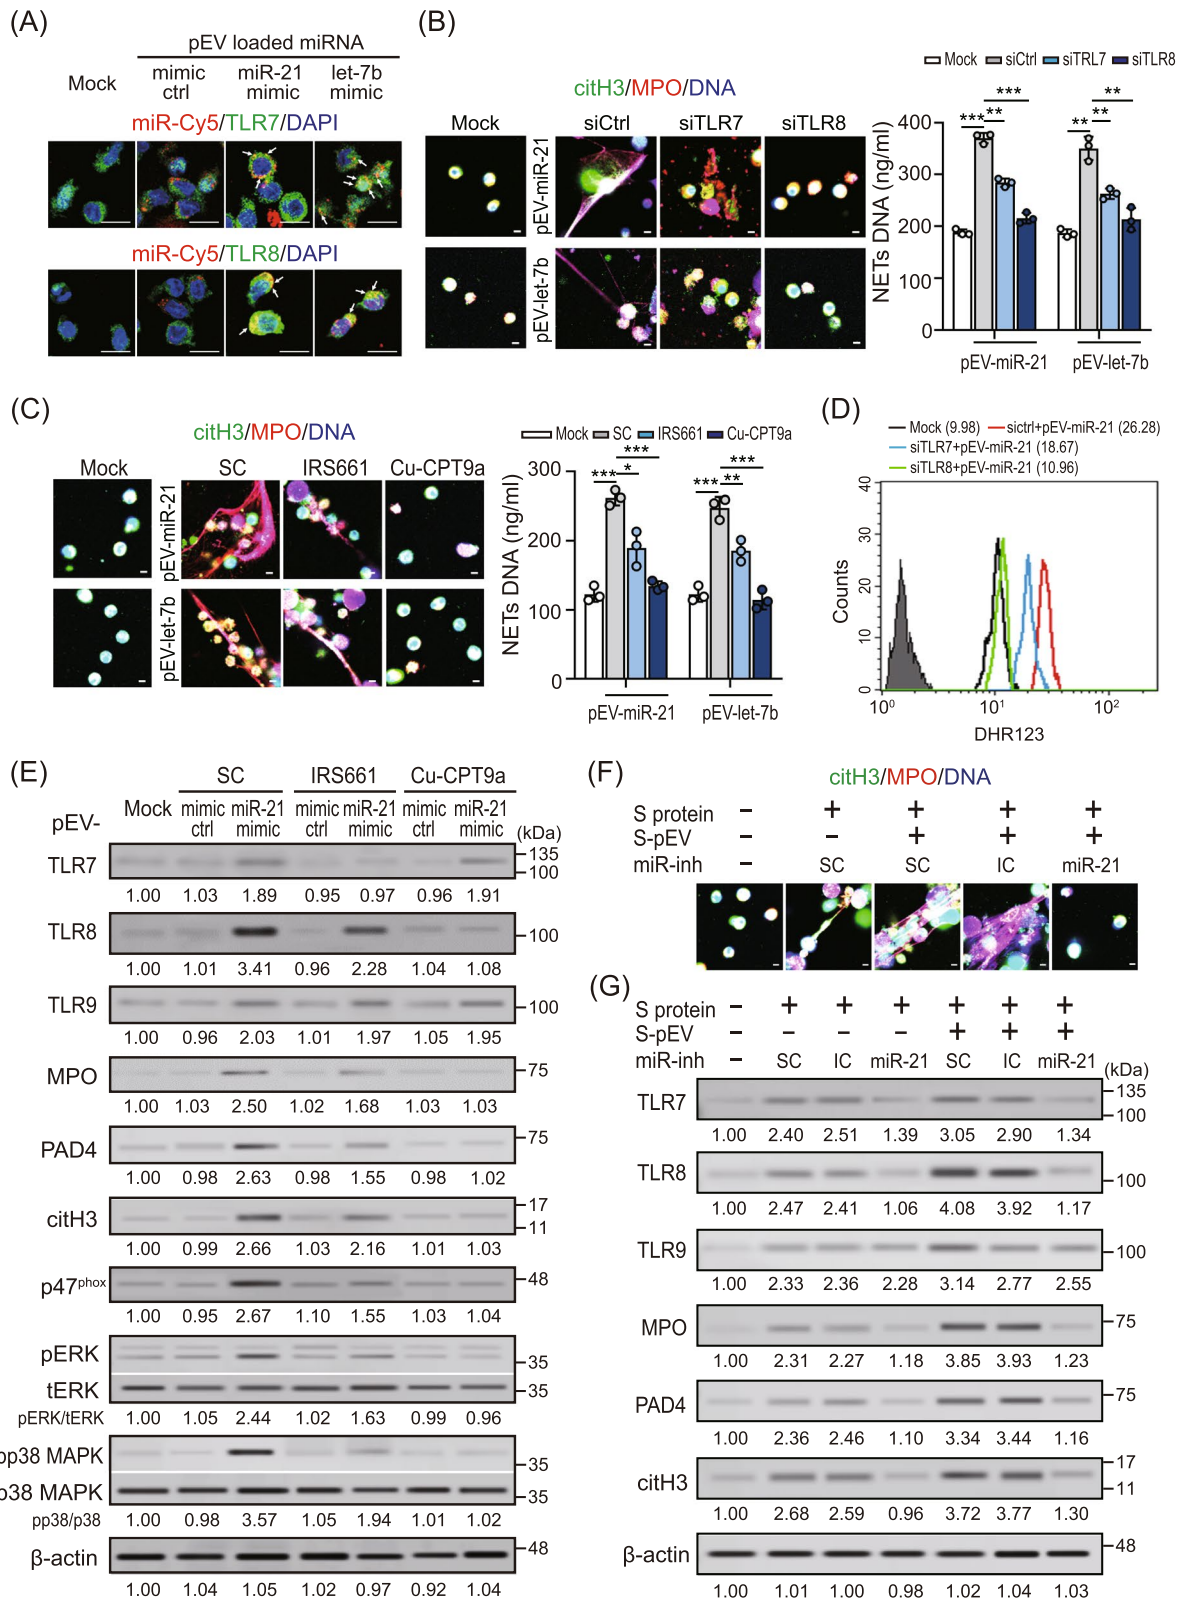 (A)
pEV loaded miRNA
Mock
mimic ctrl
miR-21 mimic
let-7b mimic
miR-Cy5/TLR7/DAPI
miR-Cy5/TLR8/DAPI
(B)
citH3/MPO/DNA
Mock siCtrl siTLR7 siTLR8
pEV-miR-21
pEV-let-7b
Mock siCtrl siTRL7 siTLR8
NETs DNA (ng/ml)
400
300
200
100
0
*** ** ***
** ** **
pEV-miR-21 pEV-let-7b
(C)
citH3/MPO/DNA
Mock SC IRS661 Cu-CPT9a
pEV-miR-21
pEV-let-7b
Mock SC IRS661 Cu-CPT9a
NETs DNA (ng/ml)
300
200
100
0
*** * ***
*** ** ***
pEV-miR-21 pEV-let-7b
(D)
Mock (9.98) sictrl+pEV-miR-21 (26.28)
siTLR7+pEV-miR-21 (18.67)
siTLR8+pEV-miR-21 (10.96)
Counts
40
30
20
10
0
10⁰ 10¹ 10²
DHR123
(E)
SC IRS661 Cu-CPT9a
pEV- Mock mimic ctrl miR-21 mimic mimic ctrl miR-21 mimic mimic ctrl miR-21 mimic (kDa)
TLR7 135 100
1.00 1.03 1.89 0.95 0.97 0.96 1.91
TLR8 100
1.00 1.01 3.41 0.96 2.28 1.04 1.08
TLR9 100
1.00 0.96 2.03 1.01 1.97 1.05 1.95
MPO 75
1.00 1.03 2.50 1.02 1.68 1.03 1.03
PAD4 75
1.00 0.98 2.63 0.98 1.55 0.98 1.02
citH3 17 11
1.00 0.99 2.66 1.03 2.16 1.01 1.03
p47phox 48
1.00 0.95 2.67 1.10 1.55 1.03 1.04
pERK 35
tERK 35
pERK/tERK 1.00 1.05 2.44 1.02 1.63 0.99 0.96
pp38 MAPK 35
p38 MAPK 35
pp38/p38 1.00 0.98 3.57 1.05 1.94 1.01 1.02
β-actin 48
1.00 1.04 1.05 1.02 0.97 0.92 1.04
(F)
citH3/MPO/DNA
S protein − + + + +
S-pEV − − + + +
miR-inh − SC SC IC miR-21
(G)
S protein − + + + + + +
S-pEV − − − − + + +
miR-inh − SC IC miR-21 SC IC miR-21 (kDa)
TLR7 135 100
1.00 2.40 2.51 1.39 3.05 2.90 1.34
TLR8 100
1.00 2.47 2.41 1.06 4.08 3.92 1.17
TLR9 100
1.00 2.33 2.36 2.28 3.14 2.77 2.55
MPO 75
1.00 2.31 2.27 1.18 3.85 3.93 1.23
PAD4 75
1.00 2.36 2.46 1.10 3.34 3.44 1.16
citH3 17 11
1.00 2.68 2.59 0.96 3.72 3.77 1.30
β-actin 48
1.00 1.01 1.00 0.98 1.02 1.04 1.03